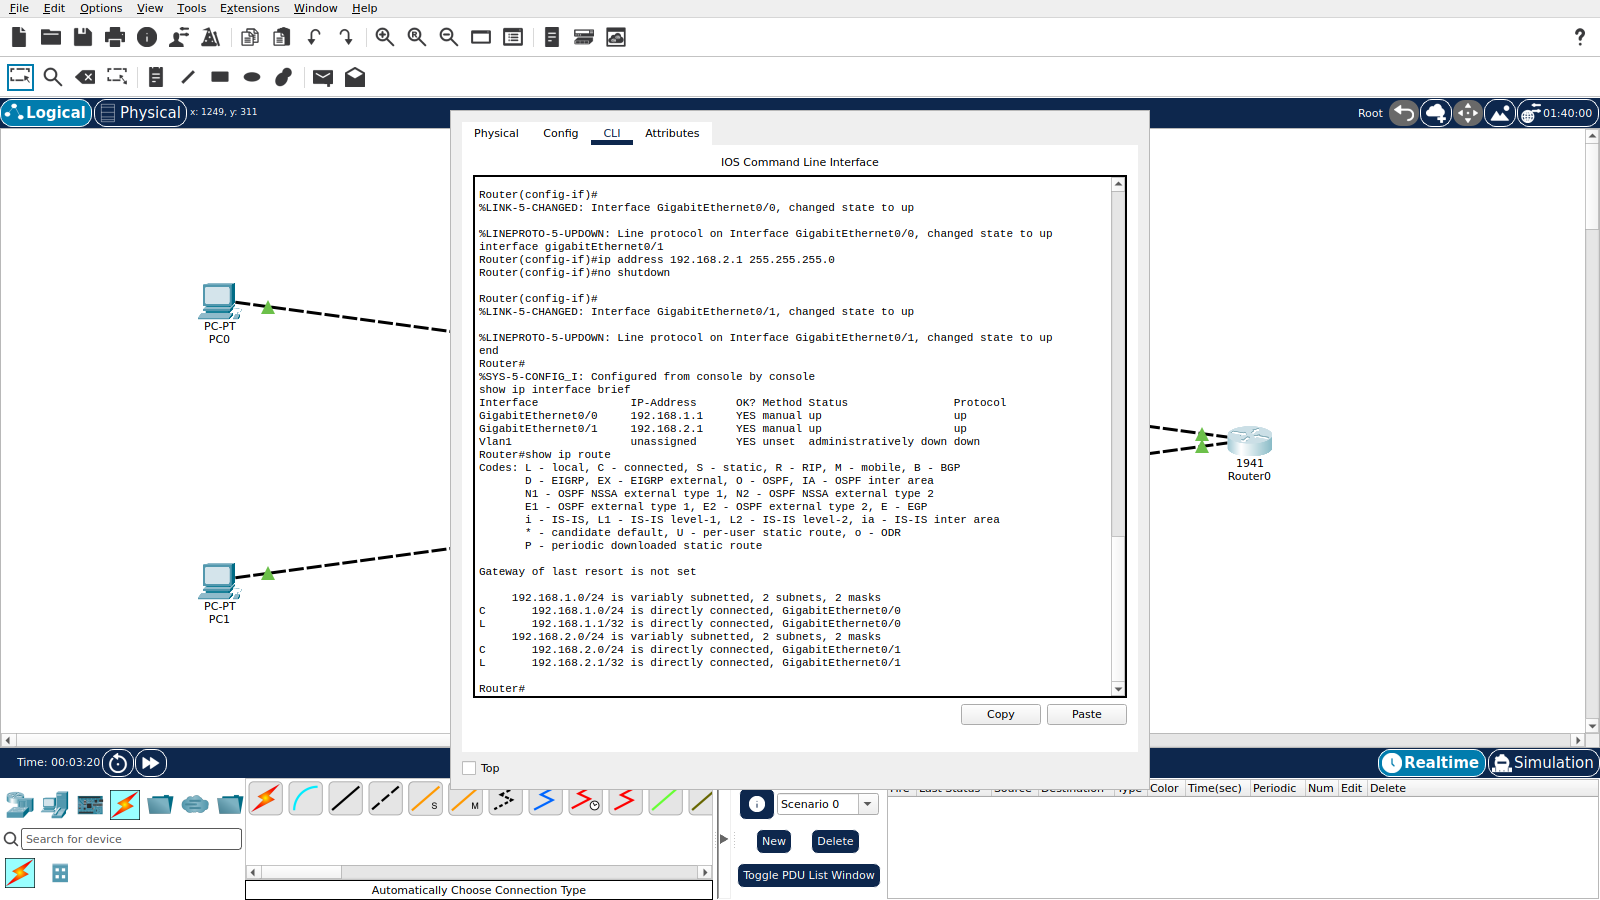 File Edit Options View Tools Extensions Window Help
Logical Physical x: 1249, y: 311 Root 01:40:00
Physical Config CLI Attributes
IOS Command Line Interface
Router(config-if)#
%LINK-5-CHANGED: Interface GigabitEthernet0/0, changed state to up
%LINEPROTO-5-UPDOWN: Line protocol on Interface GigabitEthernet0/0, changed state to up
interface gigabitEthernet0/1
Router(config-if)#ip address 192.168.2.1 255.255.255.0
Router(config-if)#no shutdown
Router(config-if)#
%LINK-5-CHANGED: Interface GigabitEthernet0/1, changed state to up
%LINEPROTO-5-UPDOWN: Line protocol on Interface GigabitEthernet0/1, changed state to up
end
Router#
%SYS-5-CONFIG_I: Configured from console by console
show ip interface brief
Interface IP-Address OK? Method Status Protocol
GigabitEthernet0/0 192.168.1.1 YES manual up up
GigabitEthernet0/1 192.168.2.1 YES manual up up
Vlan1 unassigned YES unset administratively down down
Router#show ip route
Codes: L - local, C - connected, S - static, R - RIP, M - mobile, B - BGP
D - EIGRP, EX - EIGRP external, O - OSPF, IA - OSPF inter area
N1 - OSPF NSSA external type 1, N2 - OSPF NSSA external type 2
E1 - OSPF external type 1, E2 - OSPF external type 2, E - EGP
i - IS-IS, L1 - IS-IS level-1, L2 - IS-IS level-2, ia - IS-IS inter area
* - candidate default, U - per-user static route, o - ODR
P - periodic downloaded static route
Gateway of last resort is not set
192.168.1.0/24 is variably subnetted, 2 subnets, 2 masks
C 192.168.1.0/24 is directly connected, GigabitEthernet0/0
L 192.168.1.1/32 is directly connected, GigabitEthernet0/0
192.168.2.0/24 is variably subnetted, 2 subnets, 2 masks
C 192.168.2.0/24 is directly connected, GigabitEthernet0/1
L 192.168.2.1/32 is directly connected, GigabitEthernet0/1
Router#
Copy Paste
Top
PC-PT
PC0
PC-PT
PC1
1941
Router0
Time: 00:03:20 Realtime Simulation
S M
Search for device
Automatically Choose Connection Type
Scenario 0
New Delete
Toggle PDU List Window
Fire Last Status Source Destination Type Color Time(sec) Periodic Num Edit Delete